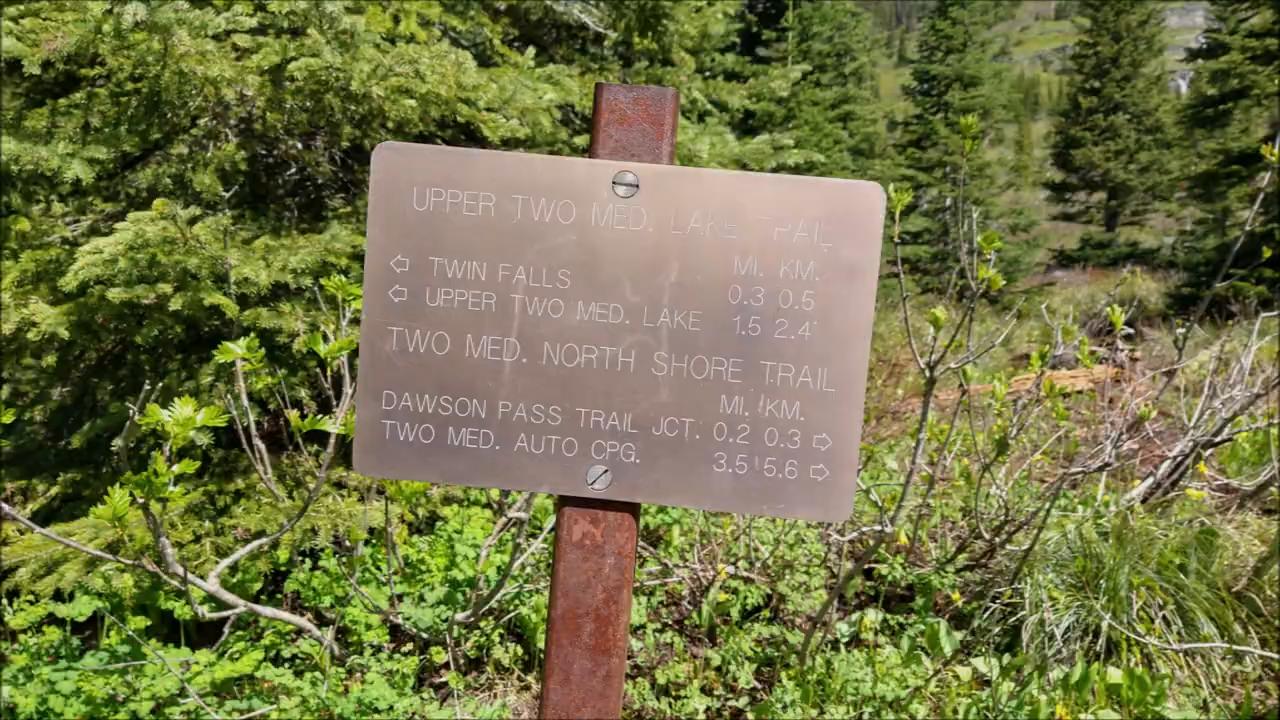 UPPER TWO MED. LAKE TRAIL
MI. KM.
⇦ TWIN FALLS 0.3 0.5
⇦ UPPER TWO MED. LAKE 1.5 2.4
TWO MED. NORTH SHORE TRAIL
MI. KM.
DAWSON PASS TRAIL JCT. 0.2 0.3 ⇨
TWO MED. AUTO CPG. 3.5 5.6 ⇨